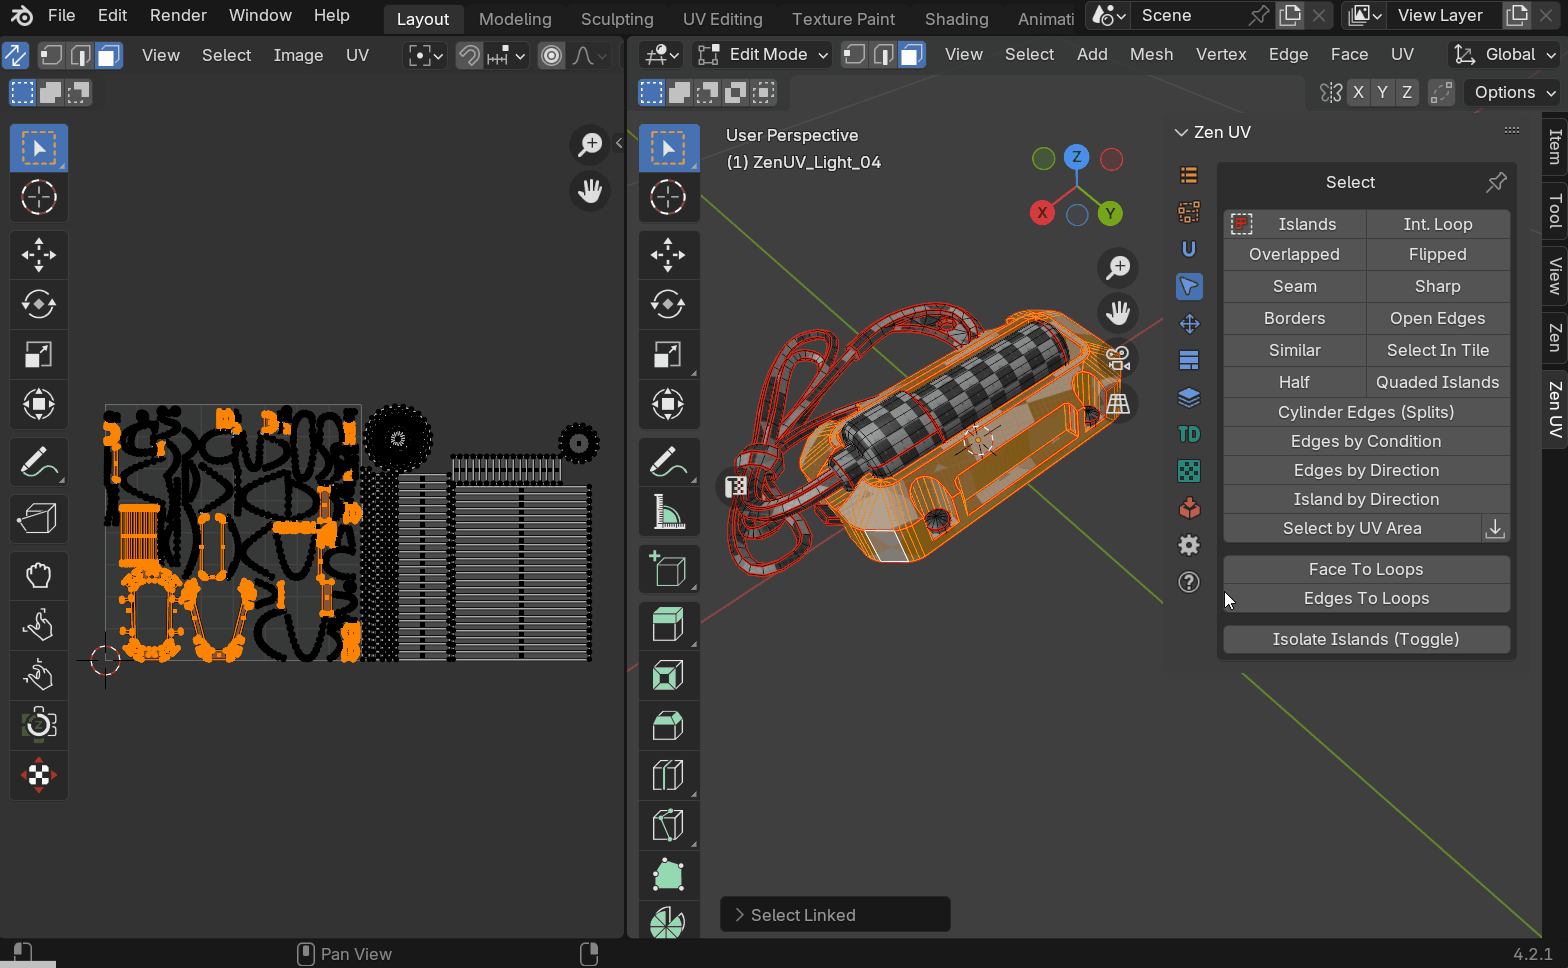 File Edit Render Window Help Layout Modeling Sculpting UV Editing Texture Paint Shading Animati Scene View Layer
View Select Image UV
Edit Mode View Select Add Mesh Vertex Edge Face UV Global
X Y Z Options
User Perspective
(1) ZenUV_Light_04
Z
X
Y
Zen UV
Select
Islands Int. Loop
Overlapped Flipped
Seam Sharp
Borders Open Edges
Similar Select In Tile
Half Quaded Islands
Cylinder Edges (Splits)
Edges by Condition
Edges by Direction
Island by Direction
Select by UV Area
Face To Loops
Edges To Loops
Isolate Islands (Toggle)
TD
Item
Tool
View
Zen
Zen UV
Select Linked
Pan View
4.2.1